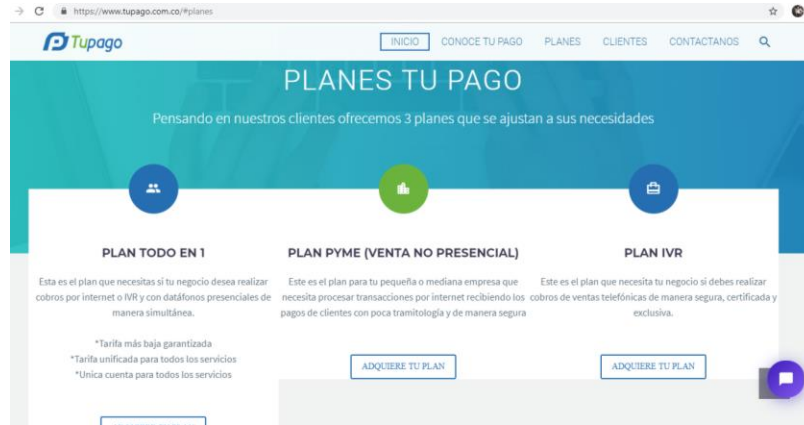 https://www.tupago.com.co/#planes
Tupago
INICIO CONOCE TU PAGO PLANES CLIENTES CONTACTANOS
PLANES TU PAGO
Pensando en nuestros clientes ofrecemos 3 planes que se ajustan a sus necesidades
PLAN TODO EN 1
Esta es el plan que necesitas si tu negocio desea realizar
cobros por internet o IVR y con datáfonos presenciales de
manera simultánea.
*Tarifa más baja garantizada
*Tarifa unificada para todos los servicios
*Unica cuenta para todos los servicios
PLAN PYME (VENTA NO PRESENCIAL)
Este es el plan para tu pequeña o mediana empresa que
necesita procesar transacciones por internet recibiendo los
pagos de clientes con poca tramitología y de manera segura
ADQUIERE TU PLAN
PLAN IVR
Este es el plan que necesita tu negocio si debes realizar
cobros de ventas telefónicas de manera segura, certificada y
exclusiva.
ADQUIERE TU PLAN